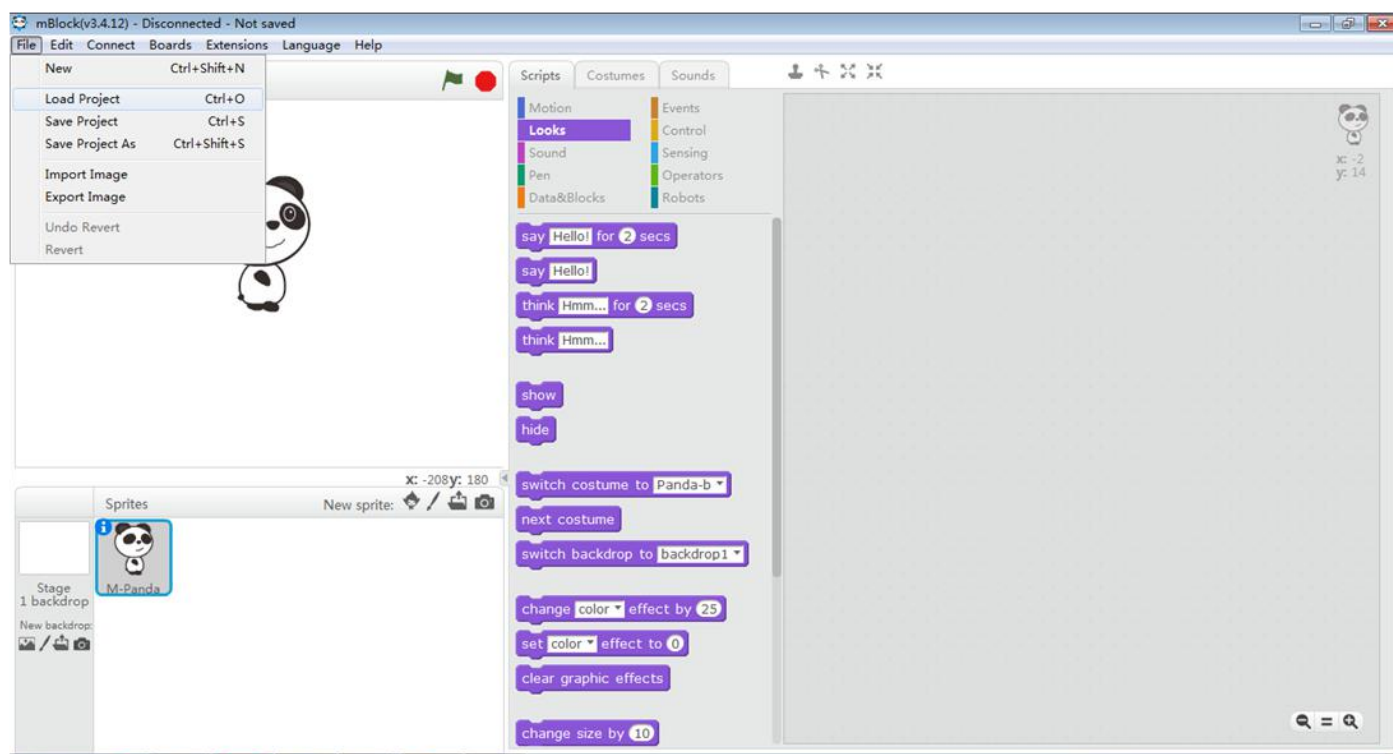 mBlock(v3.4.12) - Disconnected - Not saved
File Edit Connect Boards Extensions Language Help
New Ctrl+Shift+N
Load Project Ctrl+O
Save Project Ctrl+S
Save Project As Ctrl+Shift+S
Import Image
Export Image
Undo Revert
Revert
x: -208 y: 180
Sprites New sprite:
Stage
1 backdrop
New backdrop:
M-Panda
Scripts Costumes Sounds
Motion Events
Looks Control
Sound Sensing
Pen Operators
Data&Blocks Robots
say Hello! for 2 secs
say Hello!
think Hmm... for 2 secs
think Hmm...
show
hide
switch costume to Panda-b
next costume
switch backdrop to backdrop1
change color effect by 25
set color effect to 0
clear graphic effects
change size by 10
x: -2
y: 14